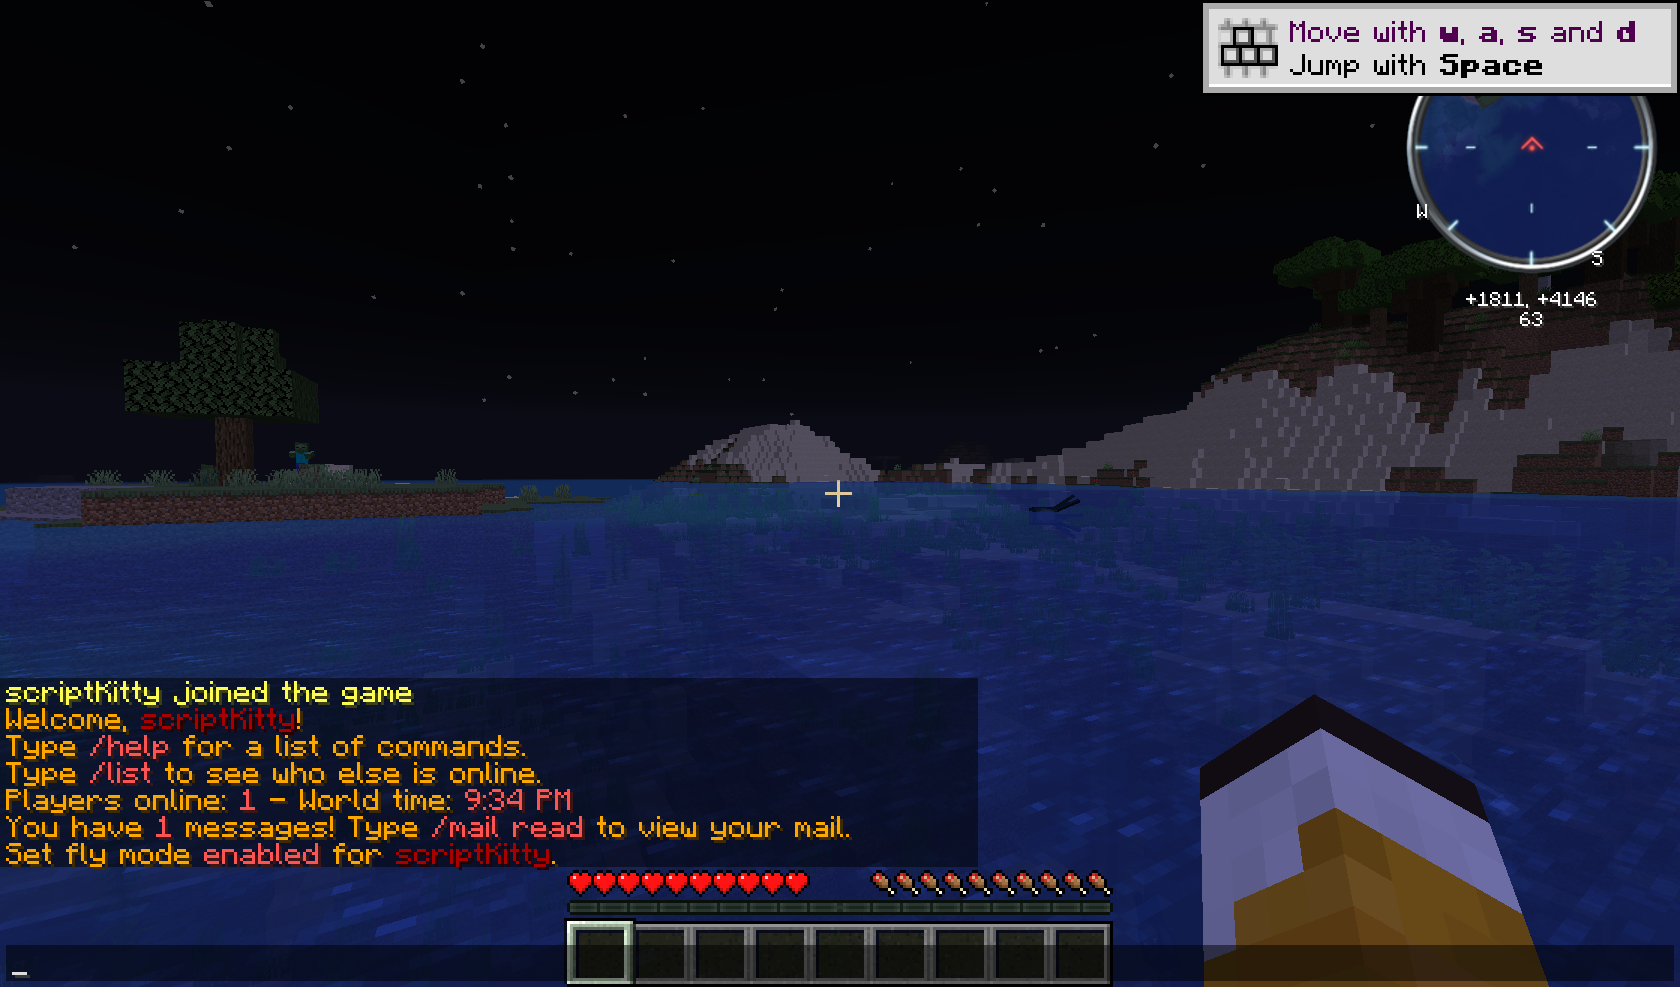 Move with w, a, s and d
Jump with Space
W
S
+1811, +4146
63
scriptKitty joined the game
Welcome, scriptKitty!
Type /help for a list of commands.
Type /list to see who else is online.
Players online: 1 - World time: 9:34 PM
You have 1 messages! Type /mail read to view your mail.
Set fly mode enabled for scriptKitty.
_